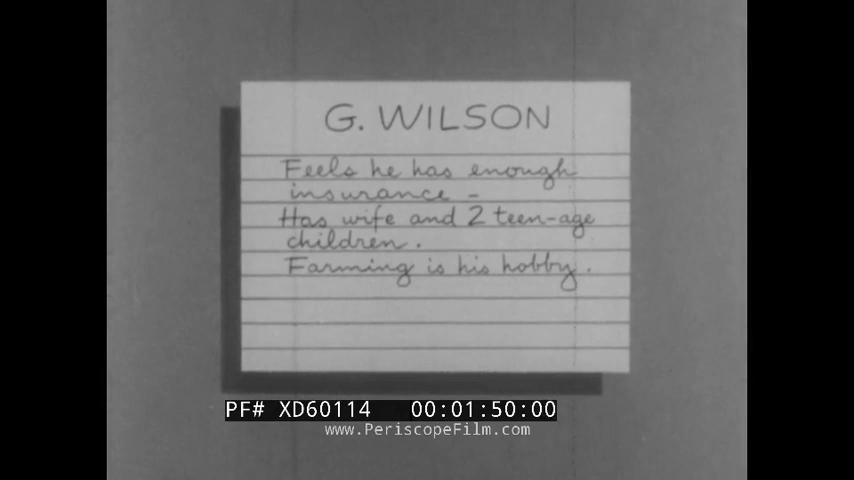 G. WILSON
Feels he has enough
insurance -
Has wife and 2 teen-age
children.
Farming is his hobby.
PF# XD60114 00:01:50:00
www.PeriscopeFilm.com